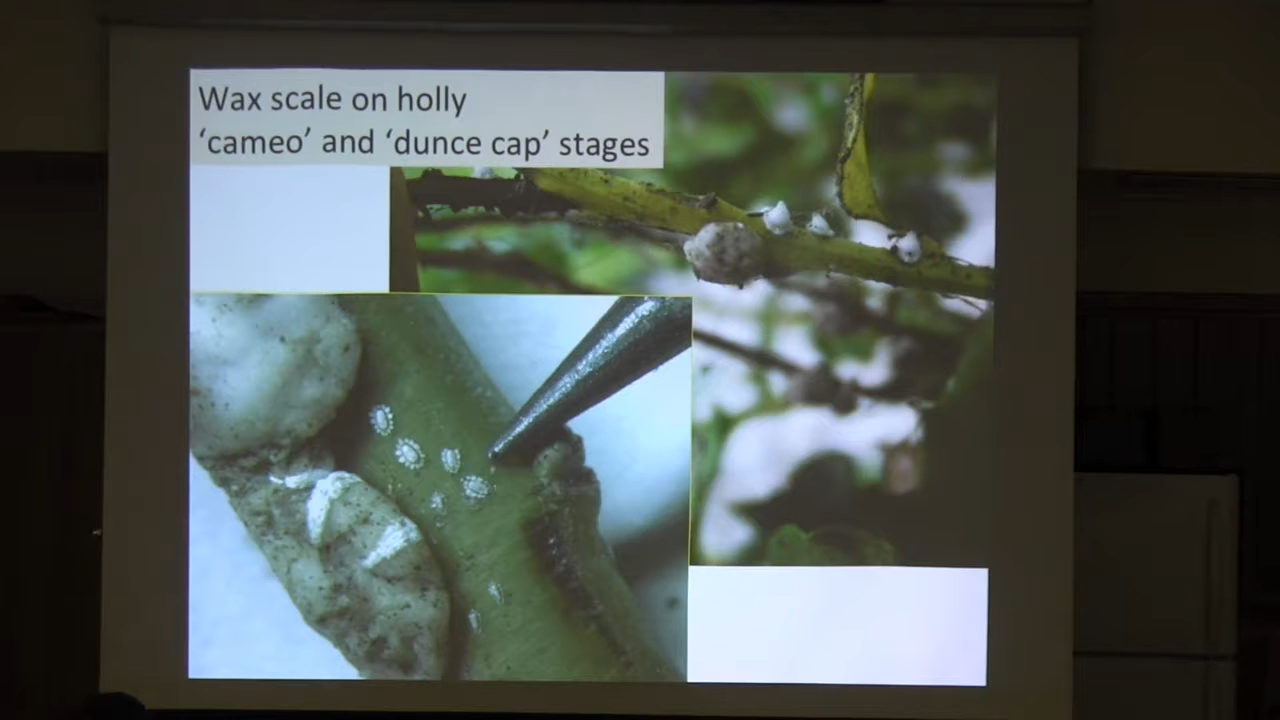 Wax scale on holly
‘cameo’ and ‘dunce cap’ stages